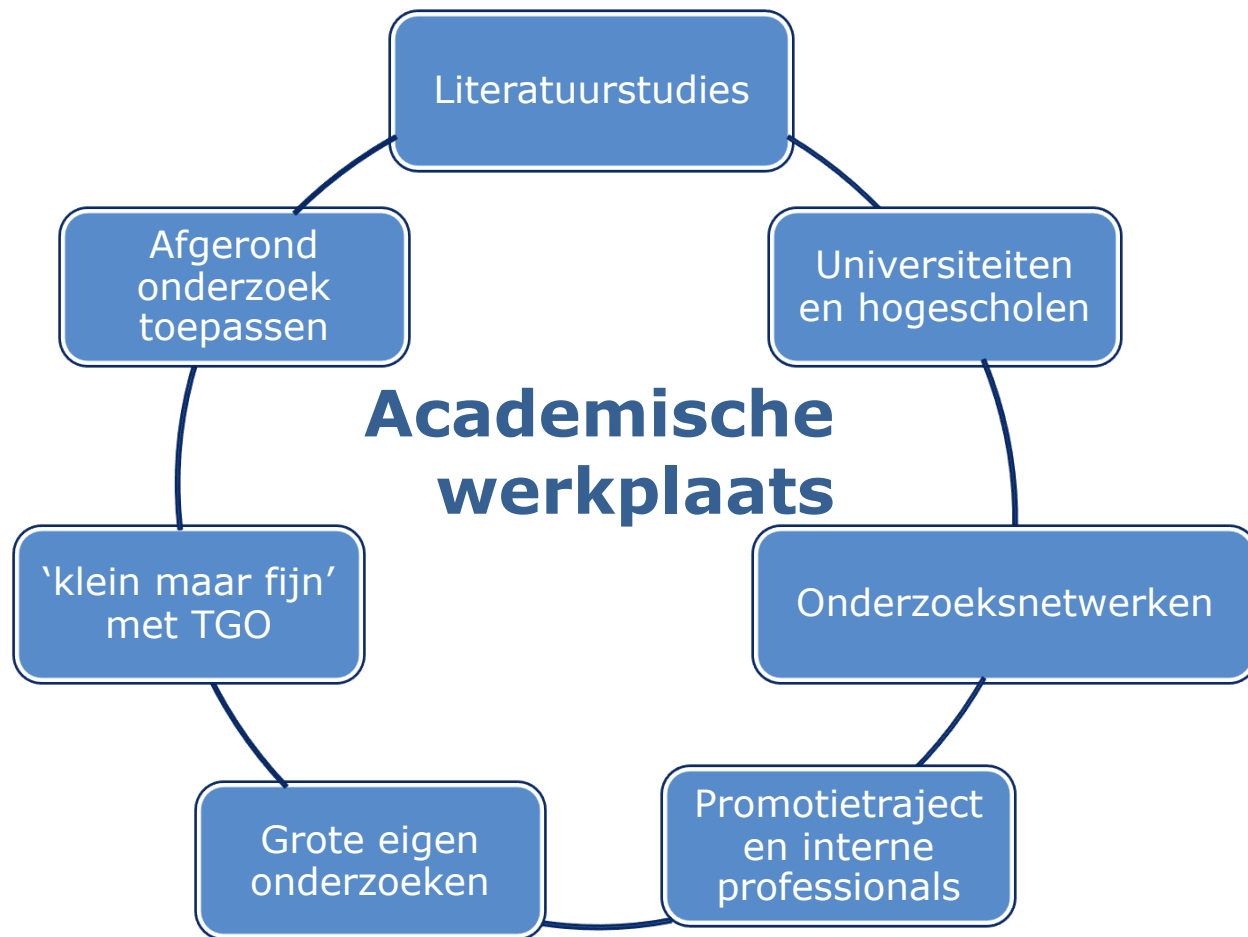 Literatuurstudies
Universiteiten
en hogescholen
Onderzoeksnetwerken
Promotietraject
en interne
professionals
Grote eigen
onderzoeken
‘klein maar fijn’
met TGO
Afgerond
onderzoek
toepassen
Academische
werkplaats